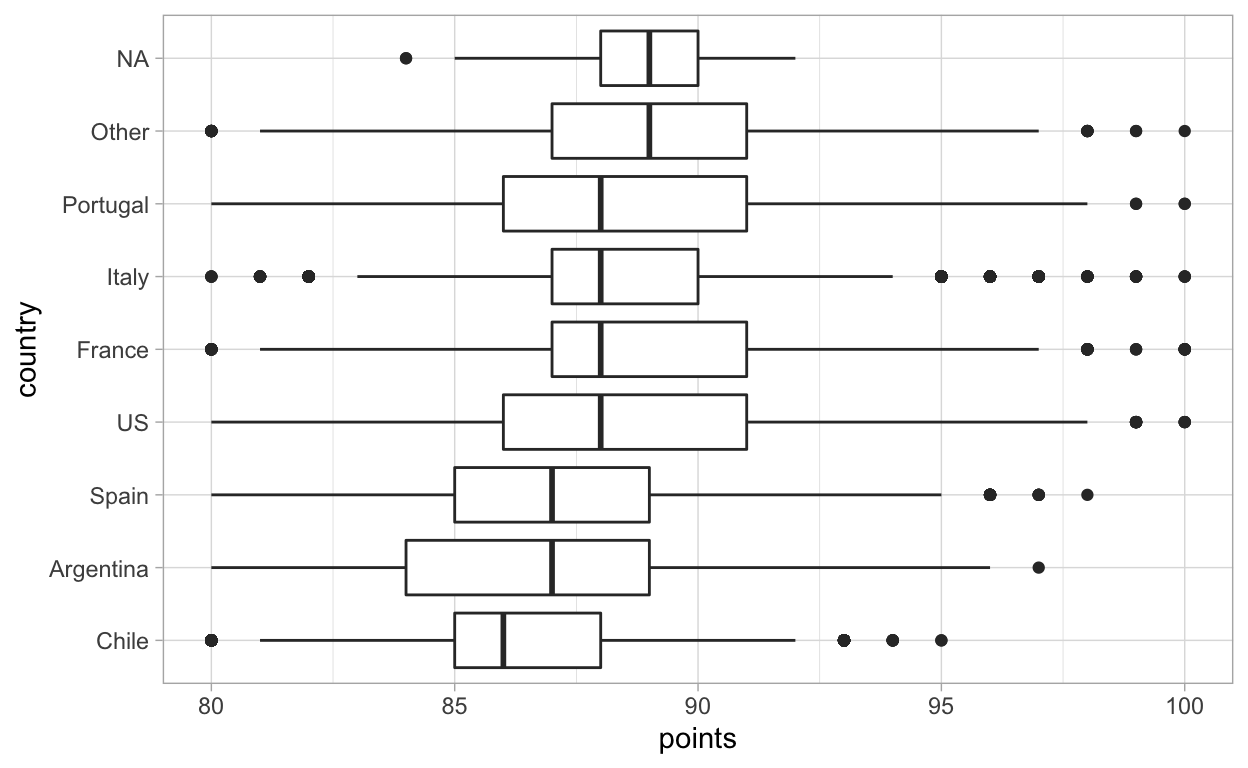 NA
Other
Portugal
Italy
France
US
Spain
Argentina
Chile
country
80 85 90 95 100
points